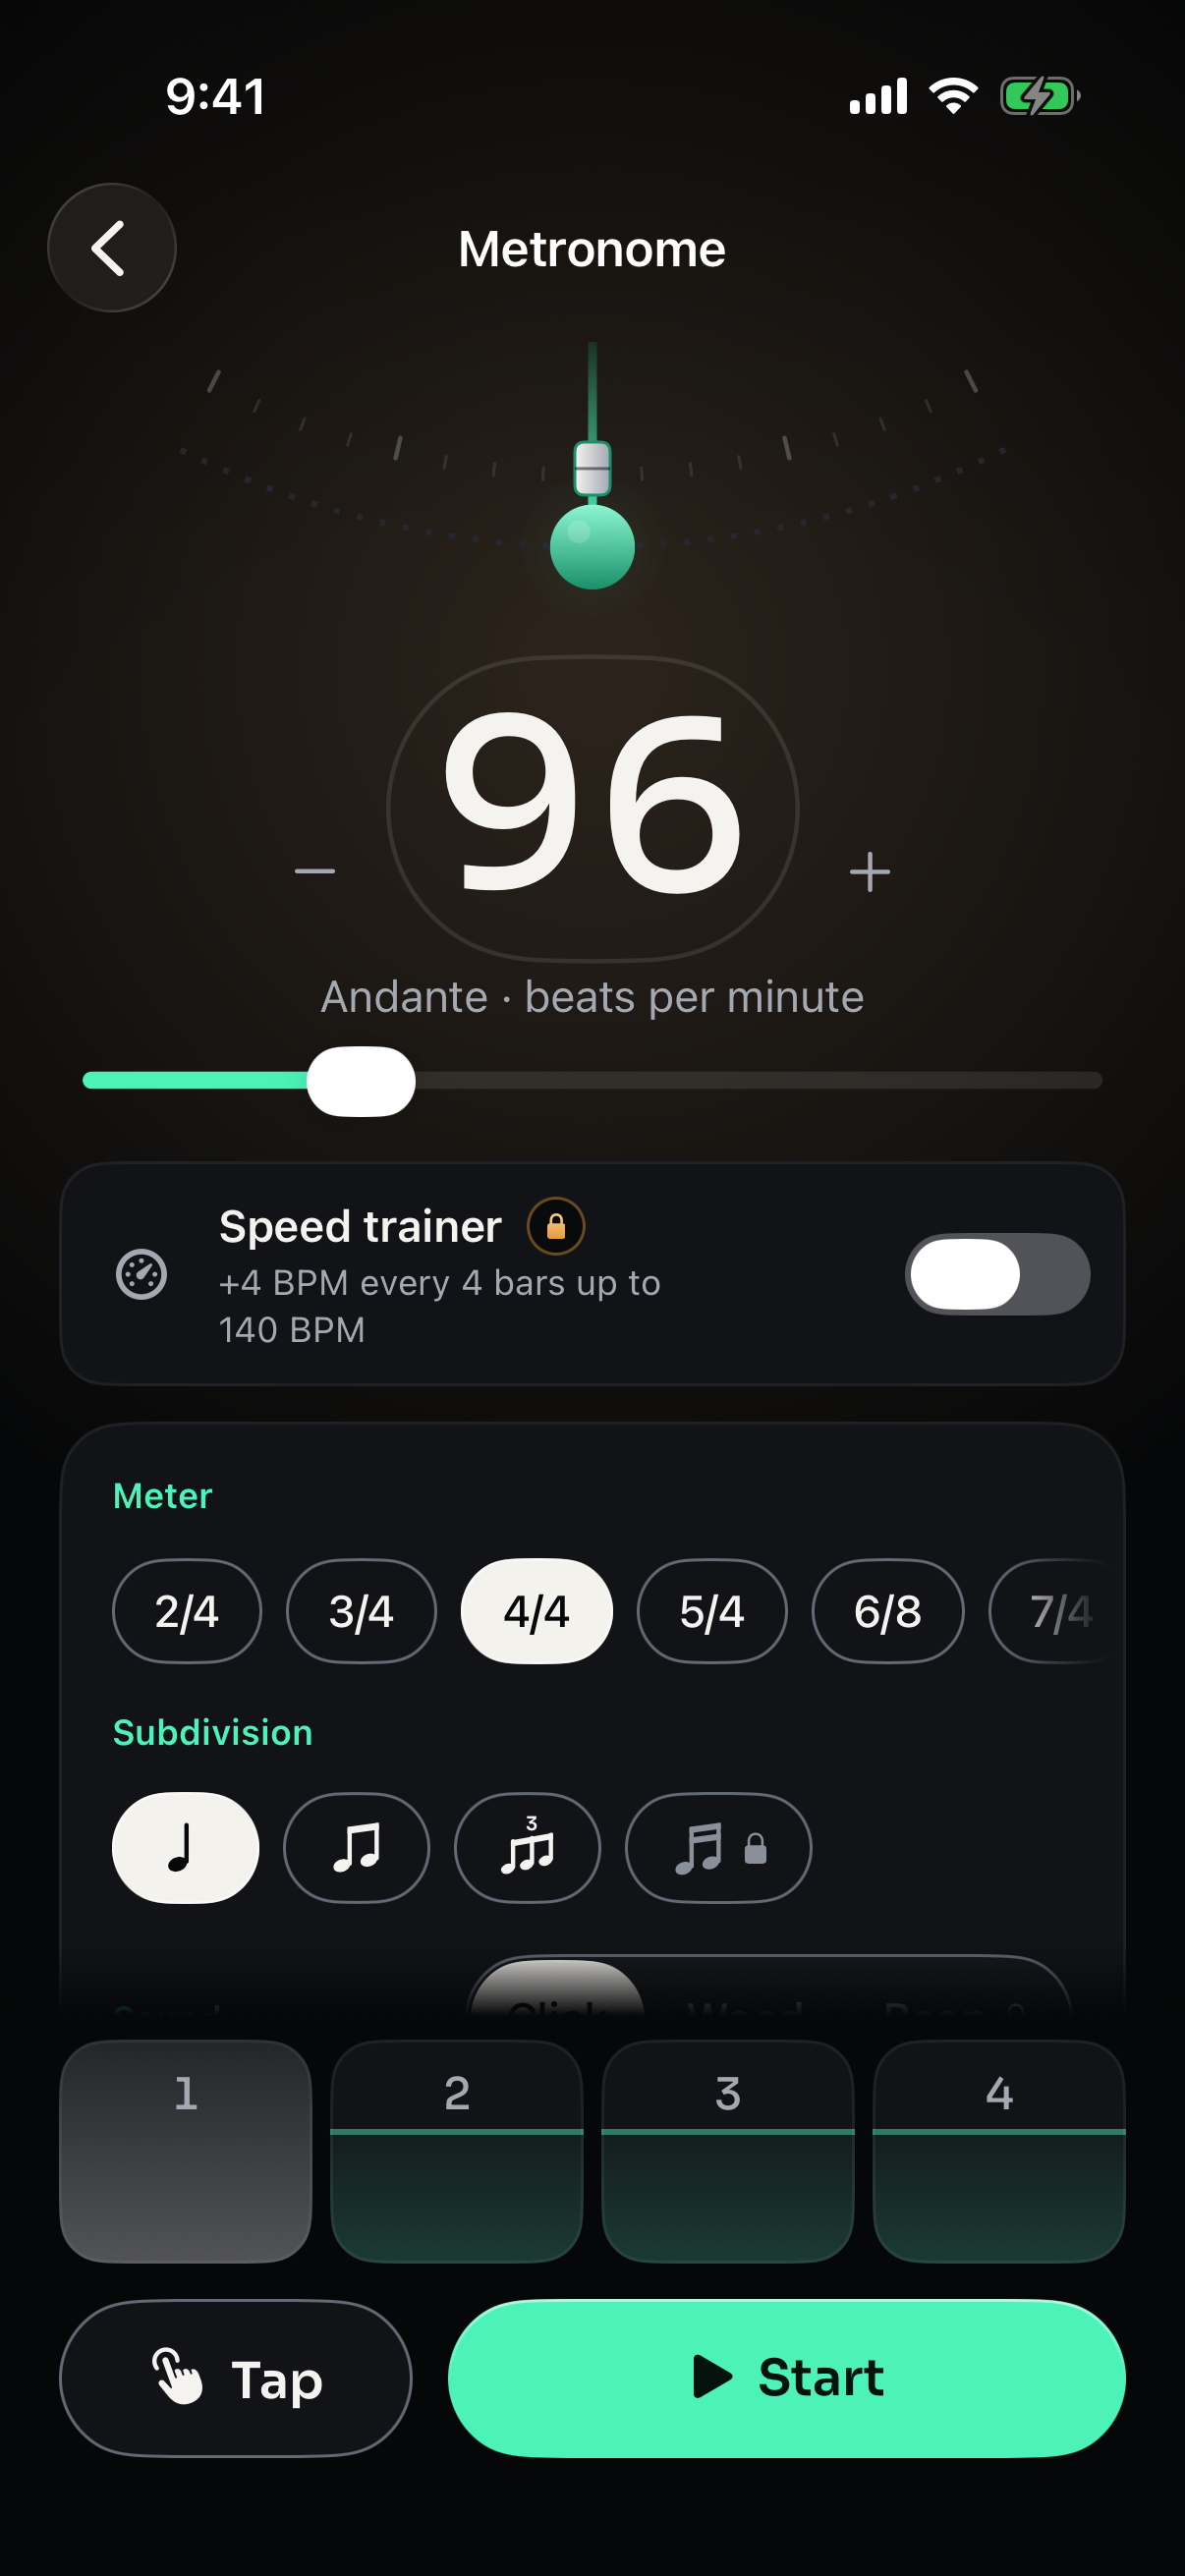 9:41
Metronome
96
Andante · beats per minute
Speed trainer
+4 BPM every 4 bars up to
140 BPM
Meter
2/4 3/4 4/4 5/4 6/8 7/4
Subdivision
3
1 2 3 4
Tap Start